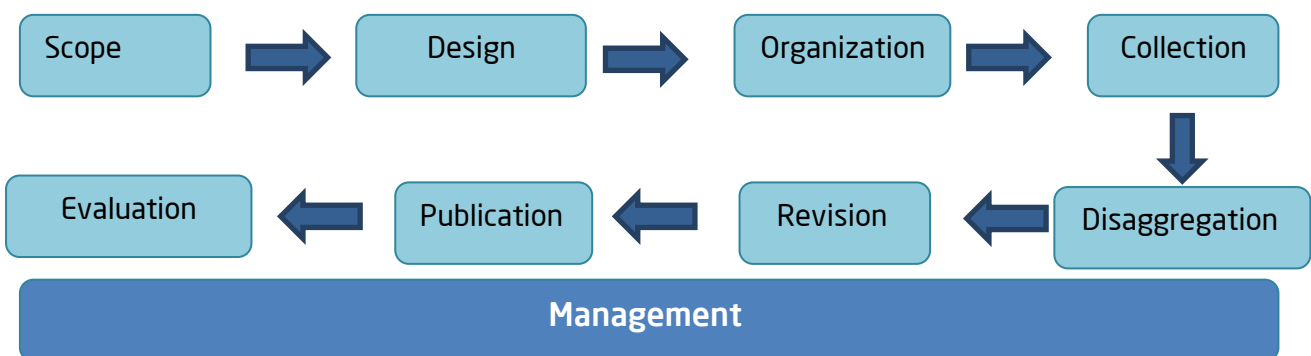 Scope
Design
Organization
Collection
Disaggregation
Revision
Publication
Evaluation
Management